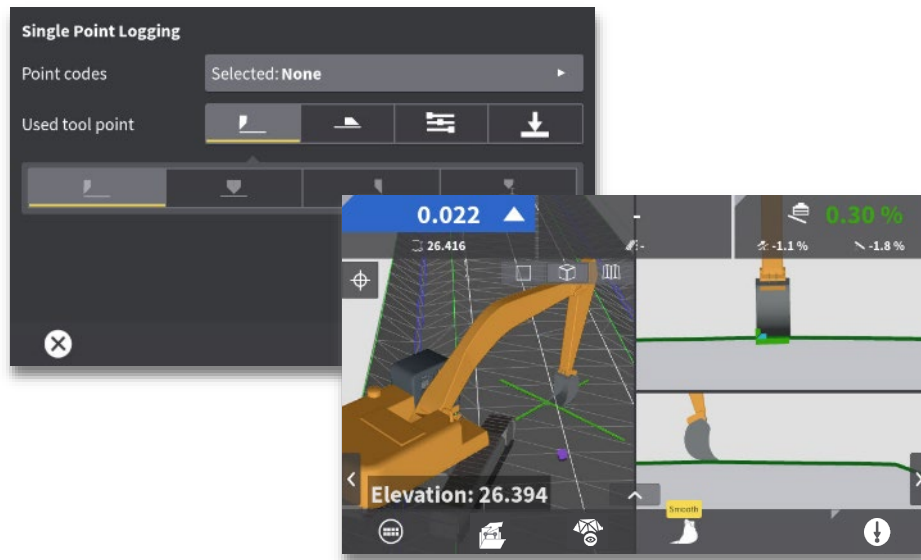 Single Point Logging
Point codes
Selected: None
Used tool point
0.022
-
0.30 %
26.416
-
-1.1 %
-1.8 %
Elevation: 26.394
Smooth